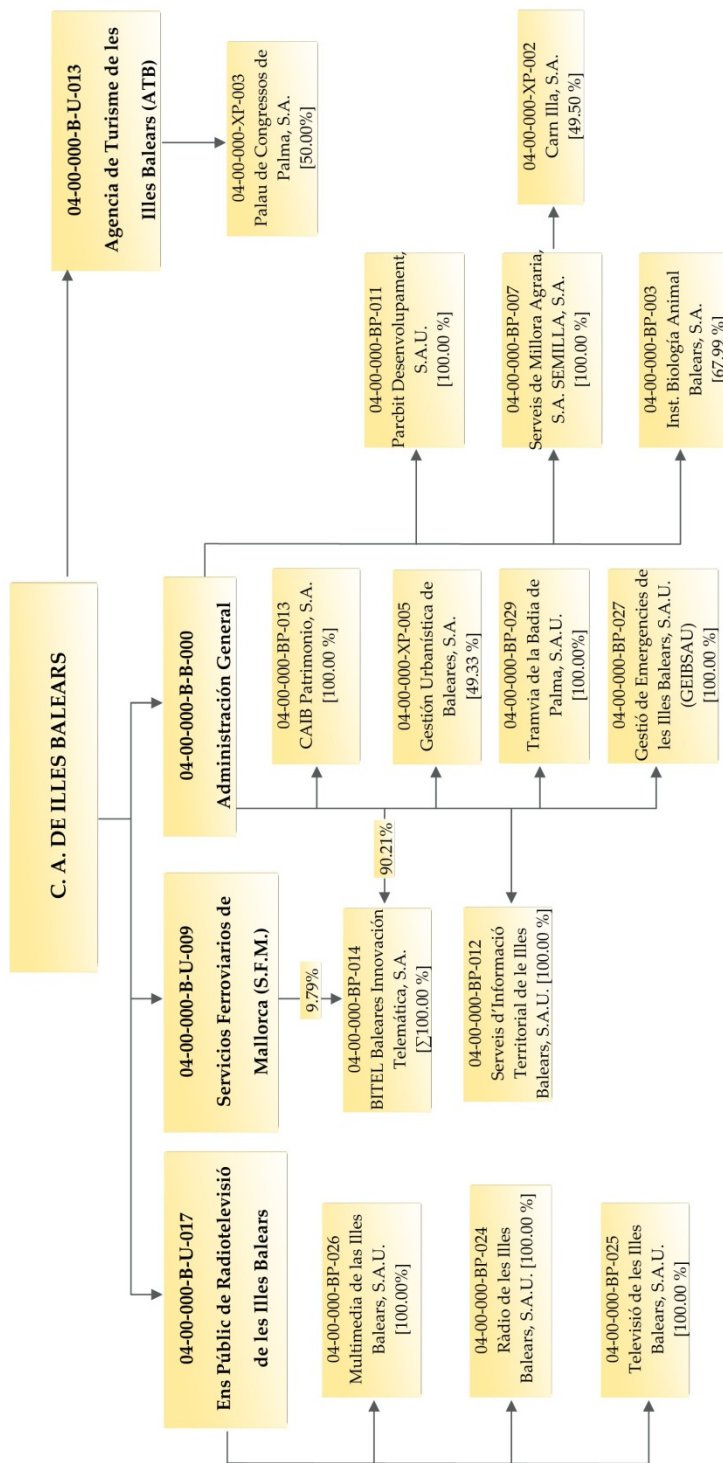 C. A. DE ILLES BALEARS
04-00-000-B-U-017
Ens Públic de Radiotelevisió
de les Illes Balears
04-00-000-B-U-009
Servicios Ferroviarios de
Mallorca (S.F.M.)
04-00-000-B-B-000
Administración General
04-00-000-B-U-013
Agencia de Turisme de les
Illes Balears (ATB)
04-00-000-BP-026
Multimedia de las Illes
Balears, S.A.U.
[100.00%]
04-00-000-BP-024
Ràdio de les Illes
Balears, S.A.U. [100.00 %]
04-00-000-BP-025
Televisió de les Illes
Balears, S.A.U.
[100.00 %]
9.79%
90.21%
04-00-000-BP-014
BITEL Baleares Innovación
Telemática, S.A.
[∑100.00 %]
04-00-000-BP-012
Serveis d´Informació
Territorial de le Illes
Balears, S.A.U. [100.00 %]
04-00-000-BP-013
CAIB Patrimonio, S.A.
[100.00 %]
04-00-000-XP-005
Gestión Urbanística de
Baleares, S.A.
[49.33 %]
04-00-000-BP-029
Tramvia de la Badia de
Palma, S.A.U.
[100.00%]
04-00-000-BP-027
Gestió de Emergencies de
les Illes Balears, S.A.U.
(GEIBSAU)
[100.00 %]
04-00-000-BP-011
Parcbit Desenvolupament,
S.A.U.
[100.00 %]
04-00-000-BP-007
Serveis de Millora Agraria,
S.A. SEMILLA, S.A.
[100.00 %]
04-00-000-BP-003
Inst. Biología Animal
Balears, S.A.
[67.99 %]
04-00-000-XP-003
Palau de Congressos de
Palma, S.A.
[50.00%]
04-00-000-XP-002
Carn Illa, S.A.
[49.50 %]